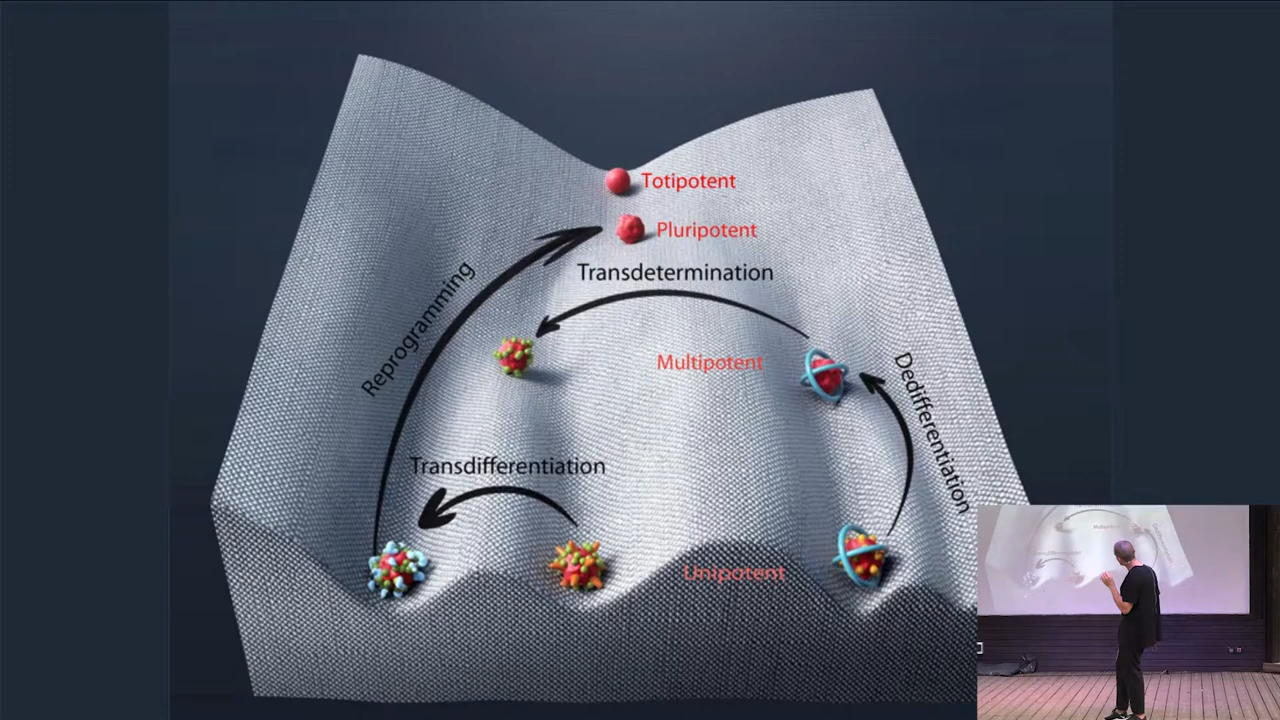 Totipotent
Pluripotent
Transdetermination
Reprogramming
Multipotent
Dedifferentiation
Transdifferentiation
Unipotent